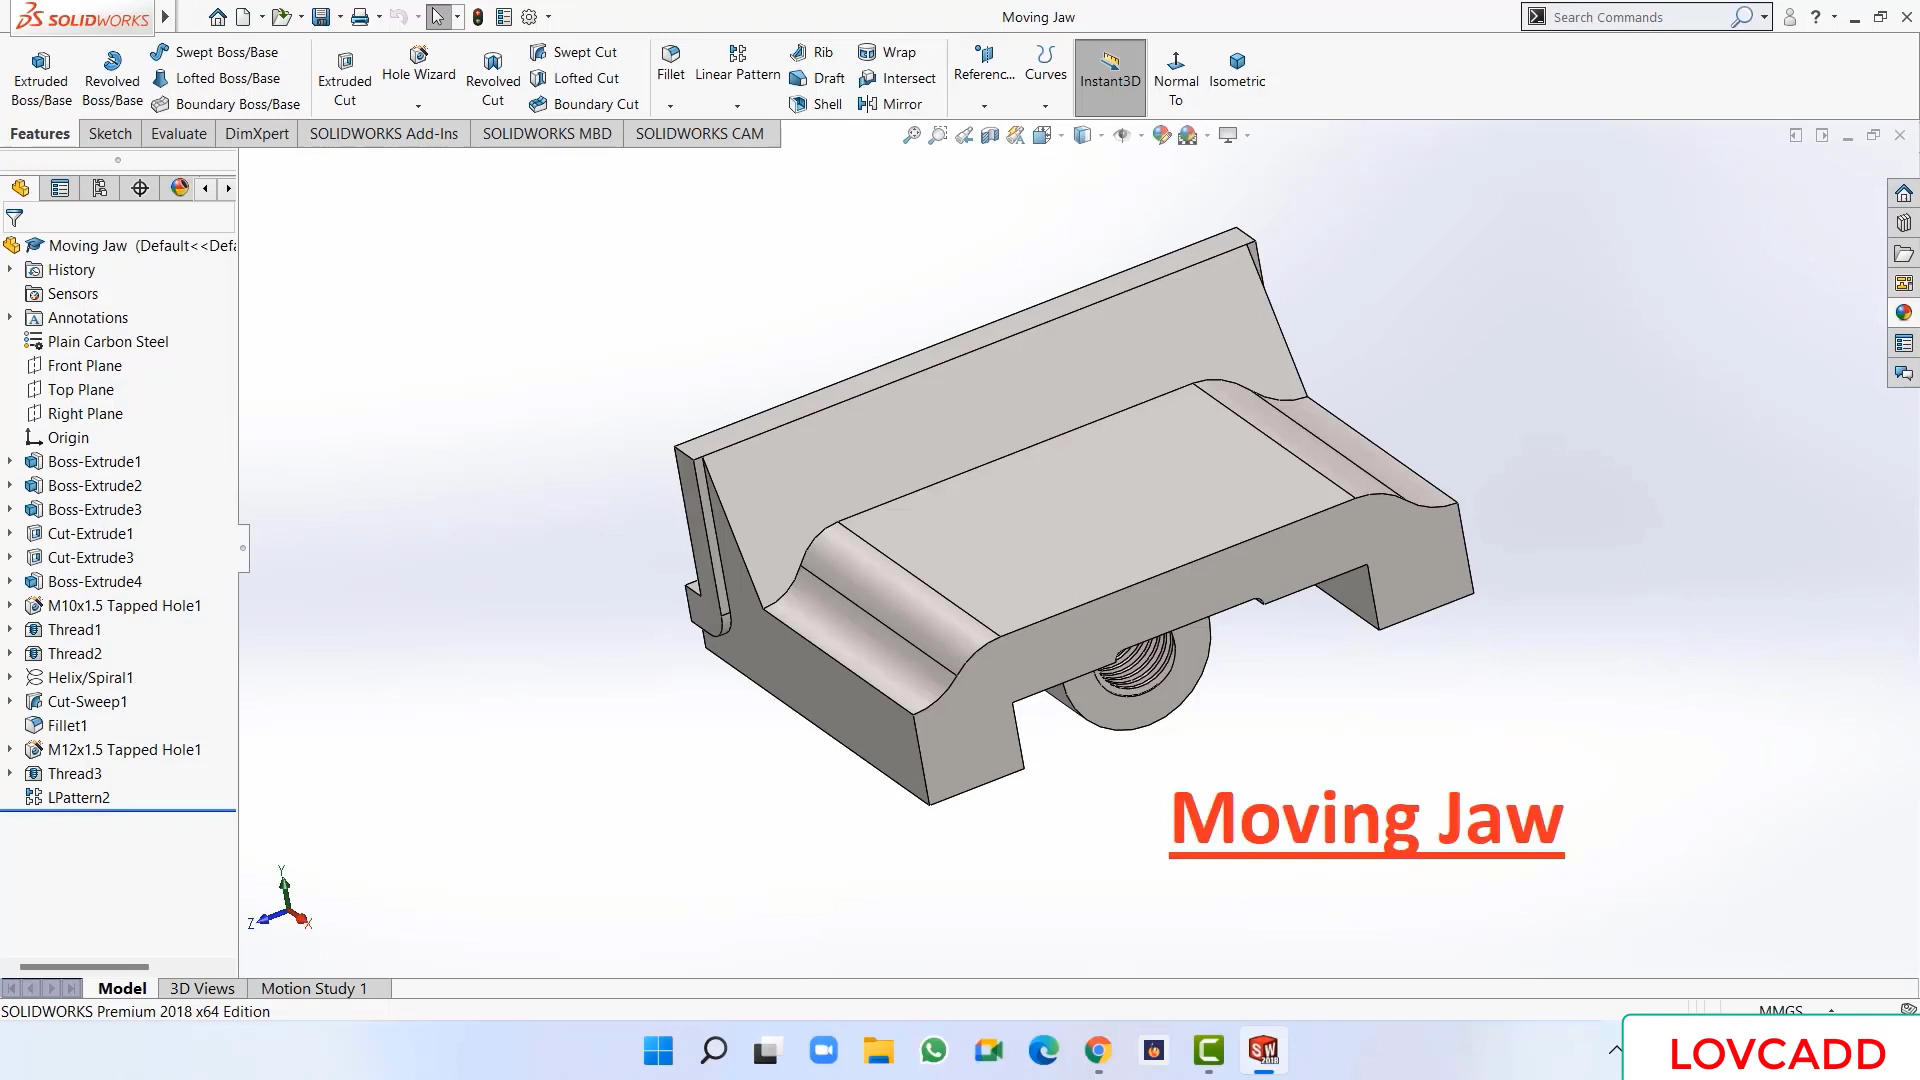 SOLIDWORKS
Moving Jaw
Search Commands
?
Extruded Boss/Base
Revolved Boss/Base
Swept Boss/Base
Lofted Boss/Base
Boundary Boss/Base
Extruded Cut
Hole Wizard
Revolved Cut
Swept Cut
Lofted Cut
Boundary Cut
Fillet
Linear Pattern
Rib
Draft
Shell
Wrap
Intersect
Mirror
Referenc...
Curves
Instant3D
Normal To
Isometric
Features
Sketch
Evaluate
DimXpert
SOLIDWORKS Add-Ins
SOLIDWORKS MBD
SOLIDWORKS CAM
Moving Jaw (Default<<Defa
History
Sensors
Annotations
Plain Carbon Steel
Front Plane
Top Plane
Right Plane
Origin
Boss-Extrude1
Boss-Extrude2
Boss-Extrude3
Cut-Extrude1
Cut-Extrude3
Boss-Extrude4
M10x1.5 Tapped Hole1
Thread1
Thread2
Helix/Spiral1
Cut-Sweep1
Fillet1
M12x1.5 Tapped Hole1
Thread3
LPattern2
Moving Jaw
Y
Z
X
Model
3D Views
Motion Study 1
SOLIDWORKS Premium 2018 x64 Edition
MMGS
SW
2018
LOVCADD